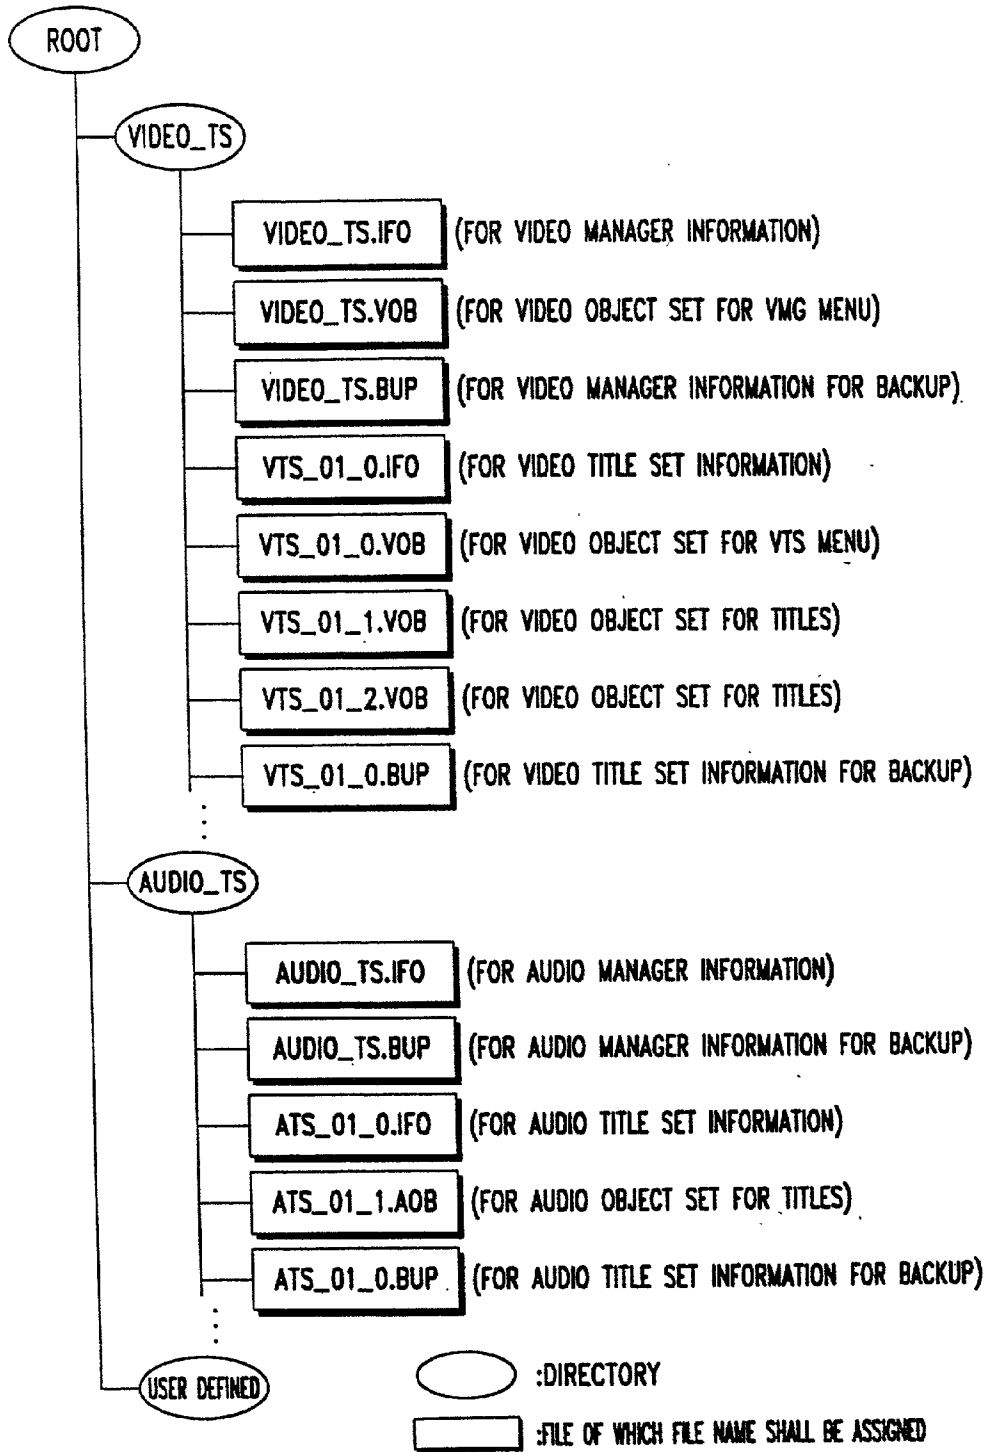 ROOT
VIDEO_TS
VIDEO_TS.IFO (FOR VIDEO MANAGER INFORMATION)
VIDEO_TS.VOB (FOR VIDEO OBJECT SET FOR VMG MENU)
VIDEO_TS.BUP (FOR VIDEO MANAGER INFORMATION FOR BACKUP)
VTS_01_0.IFO (FOR VIDEO TITLE SET INFORMATION)
VTS_01_0.VOB (FOR VIDEO OBJECT SET FOR VTS MENU)
VTS_01_1.VOB (FOR VIDEO OBJECT SET FOR TITLES)
VTS_01_2.VOB (FOR VIDEO OBJECT SET FOR TITLES)
VTS_01_0.BUP (FOR VIDEO TITLE SET INFORMATION FOR BACKUP)
AUDIO_TS
AUDIO_TS.IFO (FOR AUDIO MANAGER INFORMATION)
AUDIO_TS.BUP (FOR AUDIO MANAGER INFORMATION FOR BACKUP)
ATS_01_0.IFO (FOR AUDIO TITLE SET INFORMATION)
ATS_01_1.AOB (FOR AUDIO OBJECT SET FOR TITLES)
ATS_01_0.BUP (FOR AUDIO TITLE SET INFORMATION FOR BACKUP)
USER DEFINED
:DIRECTORY
:FILE OF WHICH FILE NAME SHALL BE ASSIGNED